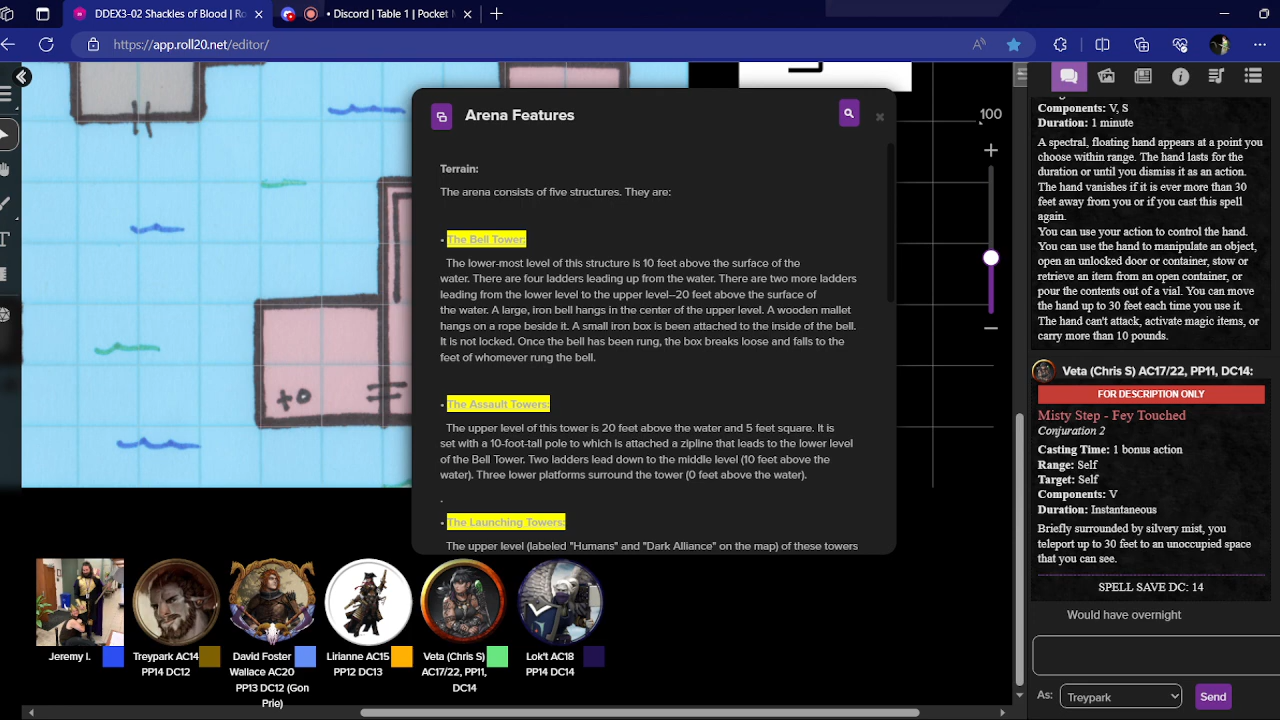 DDEX3-02 Shackles of Blood | Ro
Discord | Table 1 | Pocket M
https://app.roll20.net/editor/
Arena Features
Terrain:
The arena consists of five structures. They are:
• The Bell Tower:
The lower-most level of this structure is 10 feet above the surface of the
water. There are four ladders leading up from the water. There are two more ladders
leading from the lower level to the upper level—20 feet above the surface of
the water. A large, iron bell hangs in the center of the upper level. A wooden mallet
hangs on a rope beside it. A small iron box is been attached to the inside of the bell.
It is not locked. Once the bell has been rung, the box breaks loose and falls to the
feet of whomever rung the bell.
• The Assault Towers:
The upper level of this tower is 20 feet above the water and 5 feet square. It is
set with a 10-foot-tall pole to which is attached a zipline that leads to the lower level
of the Bell Tower. Two ladders lead down to the middle level (10 feet above the
water). Three lower platforms surround the tower (0 feet above the water).
.
• The Launching Towers:
The upper level (labeled "Humans" and "Dark Alliance" on the map) of these towers
+0
100
Components: V, S
Duration: 1 minute
A spectral, floating hand appears at a point you
choose within range. The hand lasts for the
duration or until you dismiss it as an action.
The hand vanishes if it is ever more than 30
feet away from you or if you cast this spell
again.
You can use your action to control the hand.
You can use the hand to manipulate an object,
open an unlocked door or container, stow or
retrieve an item from an open container, or
pour the contents out of a vial. You can move
the hand up to 30 feet each time you use it.
The hand can't attack, activate magic items, or
carry more than 10 pounds.
Veta (Chris S) AC17/22, PP11, DC14:
FOR DESCRIPTION ONLY
Misty Step - Fey Touched
Conjuration 2
Casting Time: 1 bonus action
Range: Self
Target: Self
Components: V
Duration: Instantaneous
Briefly surrounded by silvery mist, you
teleport up to 30 feet to an unoccupied space
that you can see.
SPELL SAVE DC: 14
Would have overnight
As: Treypark Send
Jeremy I.
Treypark AC14
PP14 DC12
David Foster
Wallace AC20
PP13 DC12 (Gon
Prie)
Lirianne AC15
PP12 DC13
Veta (Chris S)
AC17/22, PP11,
DC14
Lok't AC18
PP14 DC14